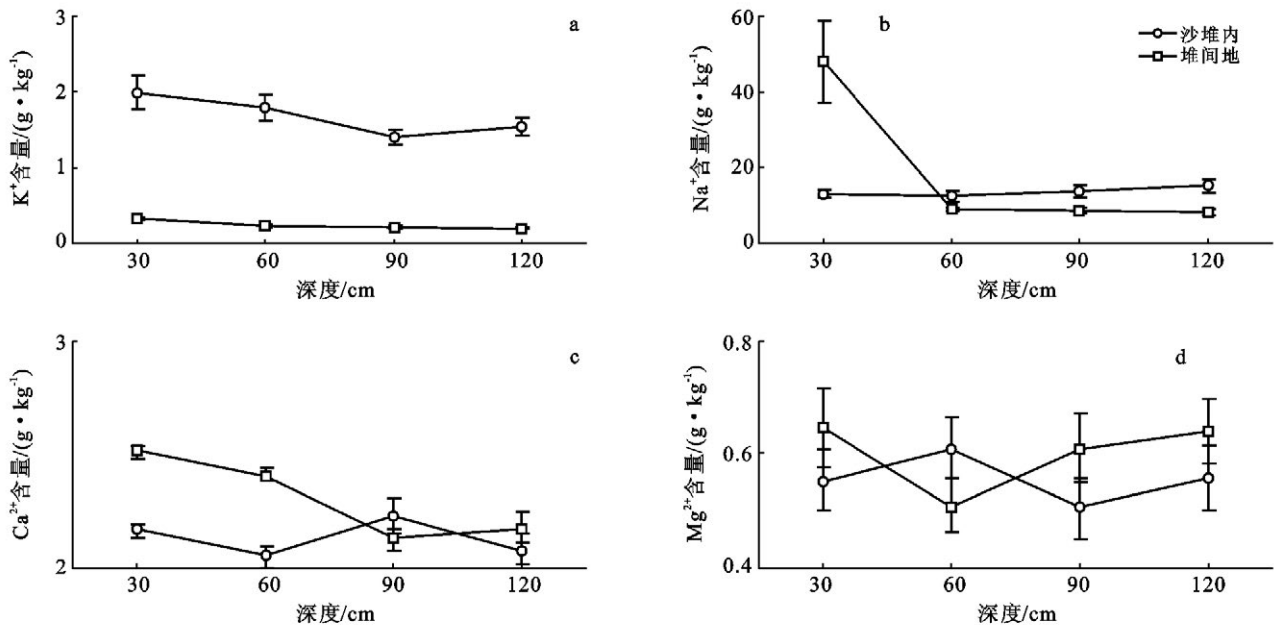 a
K⁺含量/(g·kg⁻¹)
3
2
1
0
30 60 90 120
深度/cm
b
沙堆内
堆间地
Na⁺含量/(g·kg⁻¹)
60
40
20
0
30 60 90 120
深度/cm
c
Ca²⁺含量/(g·kg⁻¹)
3
2
30 60 90 120
深度/cm
d
Mg²⁺含量/(g·kg⁻¹)
0.8
0.6
0.4
30 60 90 120
深度/cm